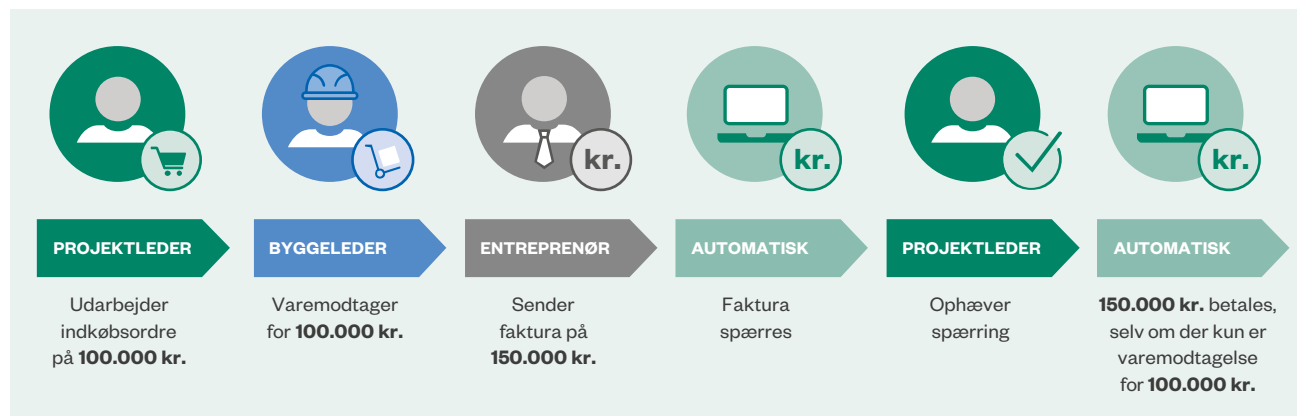 kr.
kr.
kr.
PROJEKTLEDER
BYGGELEDER
ENTREPRENØR
AUTOMATISK
PROJEKTLEDER
AUTOMATISK
Udarbejder
indkøbsordre
på 100.000 kr.
Varemodtager
for 100.000 kr.
Sender
faktura på
150.000 kr.
Faktura
spærres
Ophæver
spærring
150.000 kr. betales,
selv om der kun er
varemodtagelse
for 100.000 kr.